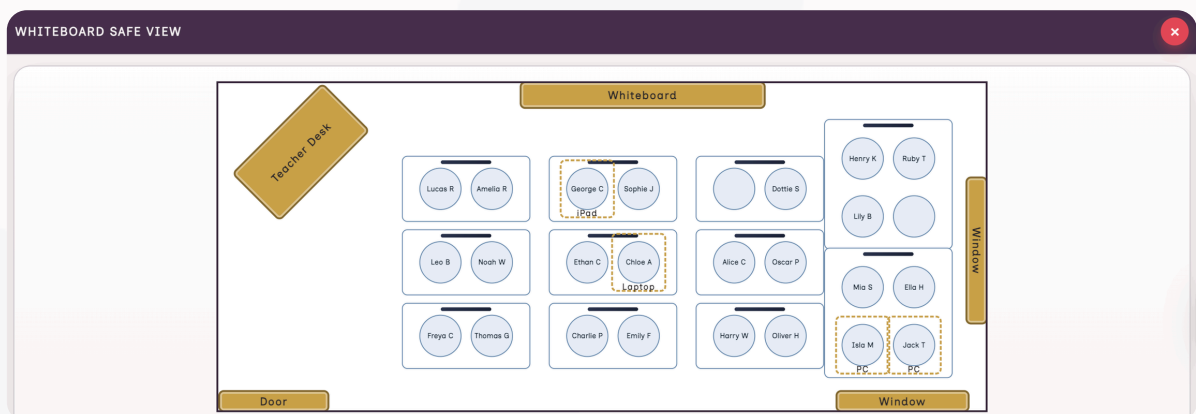 WHITEBOARD SAFE VIEW
×
Whiteboard
Teacher Desk
Henry K Ruby T
Lucas R Amelia R
George C Sophie J
iPad
Dottie S
Lily B
Window
Leo B Noah W
Ethan C Chloe A
Laptop
Alice C Oscar P
Mia S Ella H
Freya C Thomas G
Charlie P Emily F
Harry W Oliver H
Isla M Jack T
PC PC
Door
Window